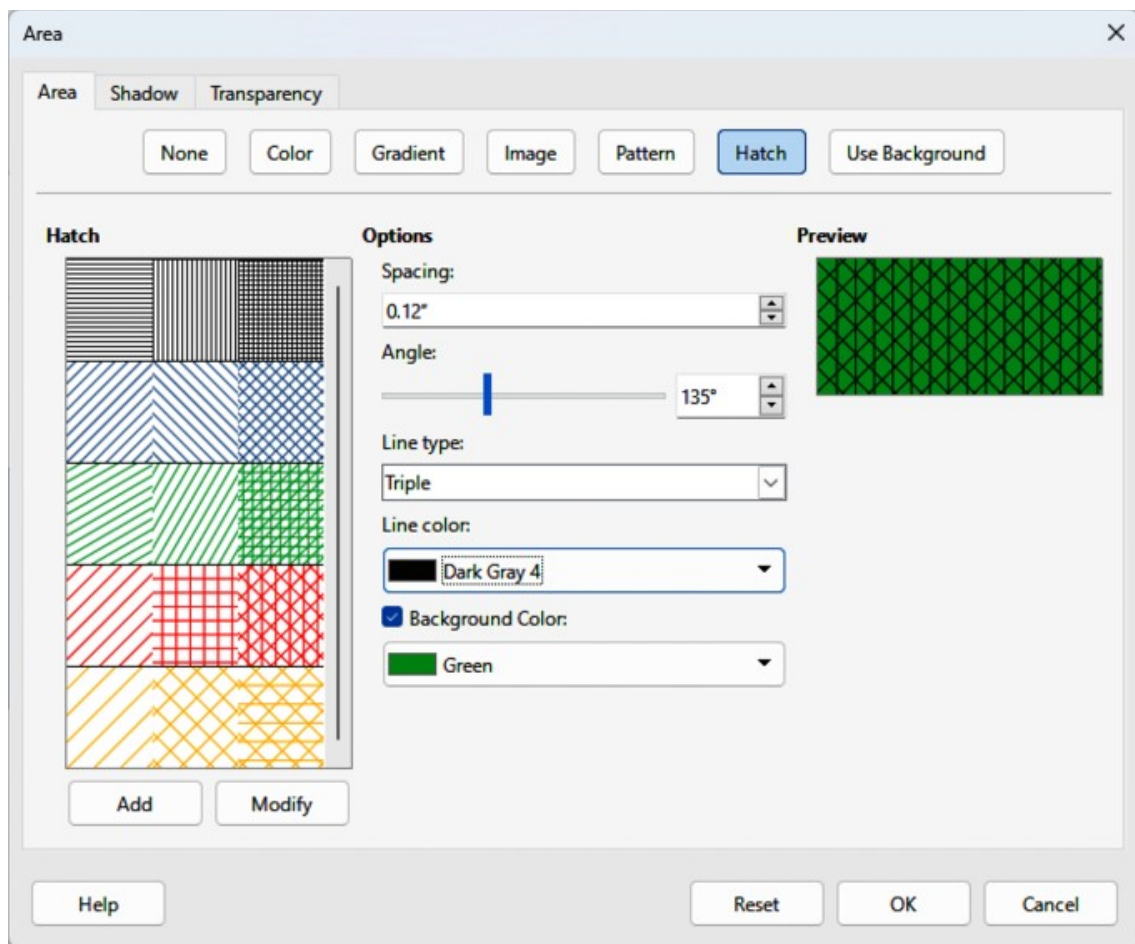 Area
Area Shadow Transparency
None Color Gradient Image Pattern Hatch Use Background
Hatch
Options
Spacing:
0.12"
Angle:
135°
Line type:
Triple
Line color:
Dark Gray 4
Background Color:
Green
Preview
Add Modify
Help Reset OK Cancel